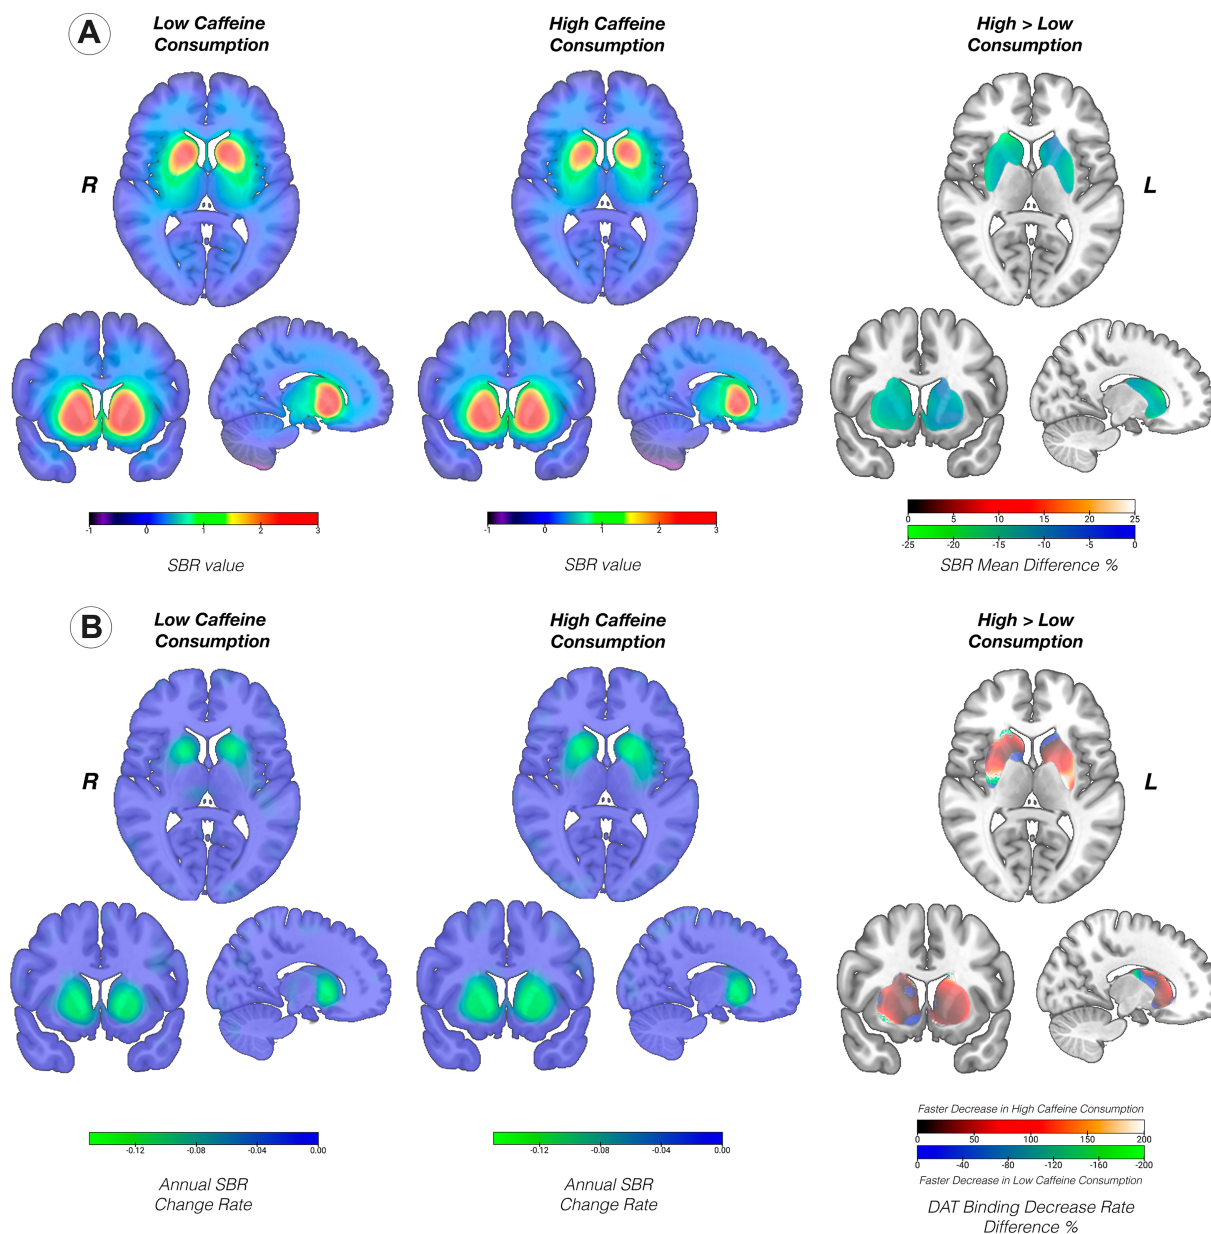 A
Low Caffeine
Consumption
High Caffeine
Consumption
High > Low
Consumption
R
L
-1 0 1 2 3
SBR value
-1 0 1 2 3
SBR value
0 5 10 15 20 25
-25 -20 -15 -10 -5 0
SBR Mean Difference %
B
Low Caffeine
Consumption
High Caffeine
Consumption
High > Low
Consumption
R
L
-0.12 -0.08 -0.04 0.00
Annual SBR
Change Rate
-0.12 -0.08 -0.04 0.00
Annual SBR
Change Rate
Faster Decrease in High Caffeine Consumption
0 50 100 150 200
0 -40 -80 -120 -160 -200
Faster Decrease in Low Caffeine Consumption
DAT Binding Decrease Rate
Difference %